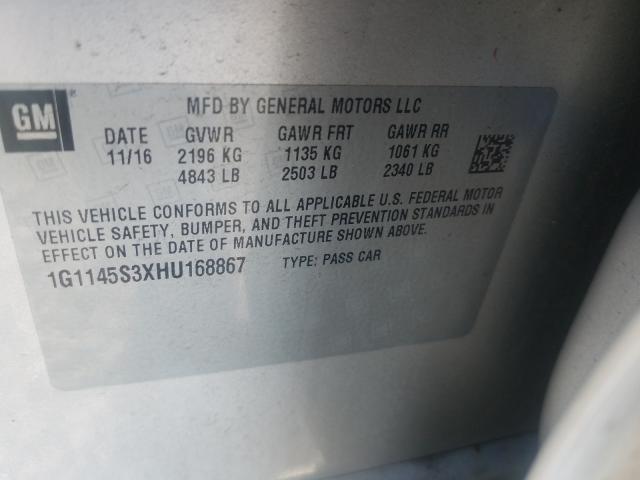 GM
MFD BY GENERAL MOTORS LLC
DATE GVWR GAWR FRT GAWR RR
11/16 2196 KG 1135 KG 1061 KG
4843 LB 2503 LB 2340 LB
THIS VEHICLE CONFORMS TO ALL APPLICABLE U.S. FEDERAL MOTOR
VEHICLE SAFETY, BUMPER, AND THEFT PREVENTION STANDARDS IN
EFFECT ON THE DATE OF MANUFACTURE SHOWN ABOVE.
1G1145S3XHU168867 TYPE: PASS CAR